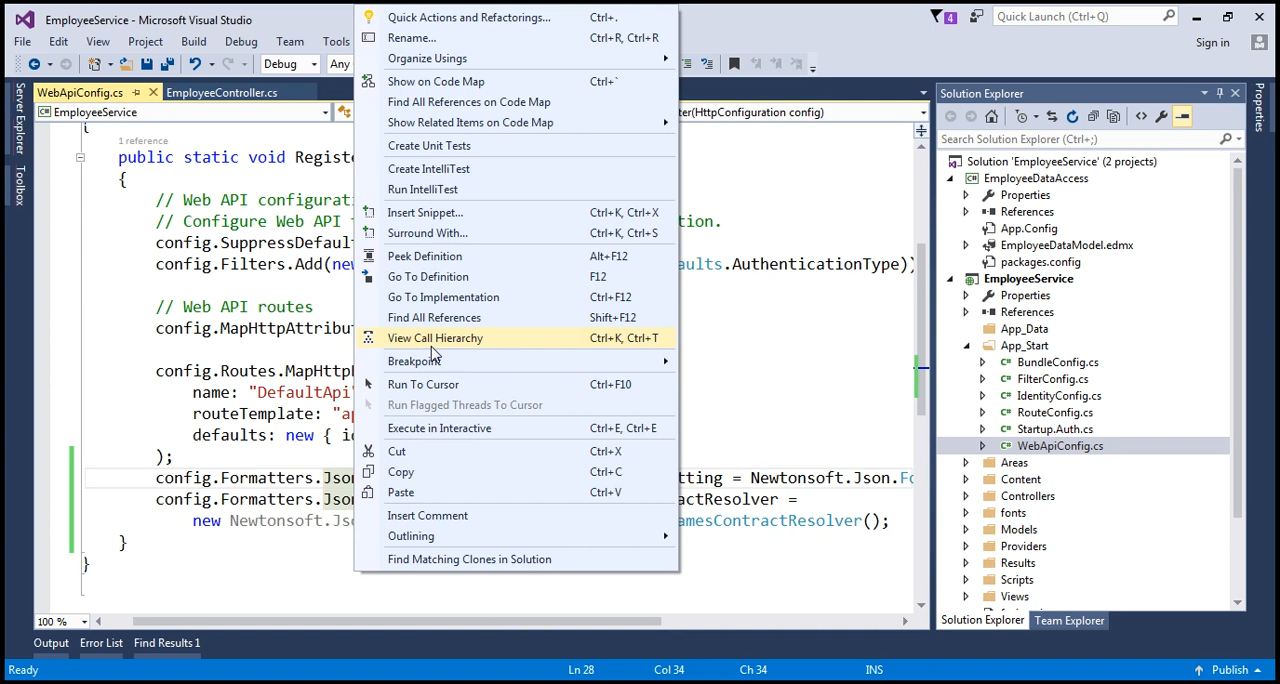 EmployeeService - Microsoft Visual Studio
4
Quick Launch (Ctrl+Q)
File Edit View Project Build Debug Team Tools
Sign in
Debug
Any
Server Explorer
Toolbox
WebApiConfig.cs
EmployeeController.cs
EmployeeService
ter(HttpConfiguration config)
{
1 reference
public static void Regist
{
// Web API configurati
// Configure Web API t
tion.
config.SuppressDefaul
config.Filters.Add(new
aults.AuthenticationType))
// Web API routes
config.MapHttpAttribut
config.Routes.MapHttpR
name: "DefaultApi"
routeTemplate: "ap
defaults: new { id
);
config.Formatters.Json
tting = Newtonsoft.Json.Fo
config.Formatters.Json
actResolver =
new Newtonsoft.Jso
amesContractResolver();
}
}
Quick Actions and Refactorings... Ctrl+.
Rename... Ctrl+R, Ctrl+R
Organize Usings
Show on Code Map Ctrl+`
Find All References on Code Map
Show Related Items on Code Map
Create Unit Tests
Create IntelliTest
Run IntelliTest
Insert Snippet... Ctrl+K, Ctrl+X
Surround With... Ctrl+K, Ctrl+S
Peek Definition Alt+F12
Go To Definition F12
Go To Implementation Ctrl+F12
Find All References Shift+F12
View Call Hierarchy Ctrl+K, Ctrl+T
Breakpoint
Run To Cursor Ctrl+F10
Run Flagged Threads To Cursor
Execute in Interactive Ctrl+E, Ctrl+E
Cut Ctrl+X
Copy Ctrl+C
Paste Ctrl+V
Insert Comment
Outlining
Find Matching Clones in Solution
Solution Explorer
Search Solution Explorer (Ctrl+;)
Solution 'EmployeeService' (2 projects)
EmployeeDataAccess
Properties
References
App.Config
EmployeeDataModel.edmx
packages.config
EmployeeService
Properties
References
App_Data
App_Start
BundleConfig.cs
FilterConfig.cs
IdentityConfig.cs
RouteConfig.cs
Startup.Auth.cs
WebApiConfig.cs
Areas
Content
Controllers
fonts
Models
Providers
Results
Scripts
Views
Solution Explorer Team Explorer
Properties
100 %
Output Error List Find Results 1
Ready Ln 28 Col 34 Ch 34 INS Publish